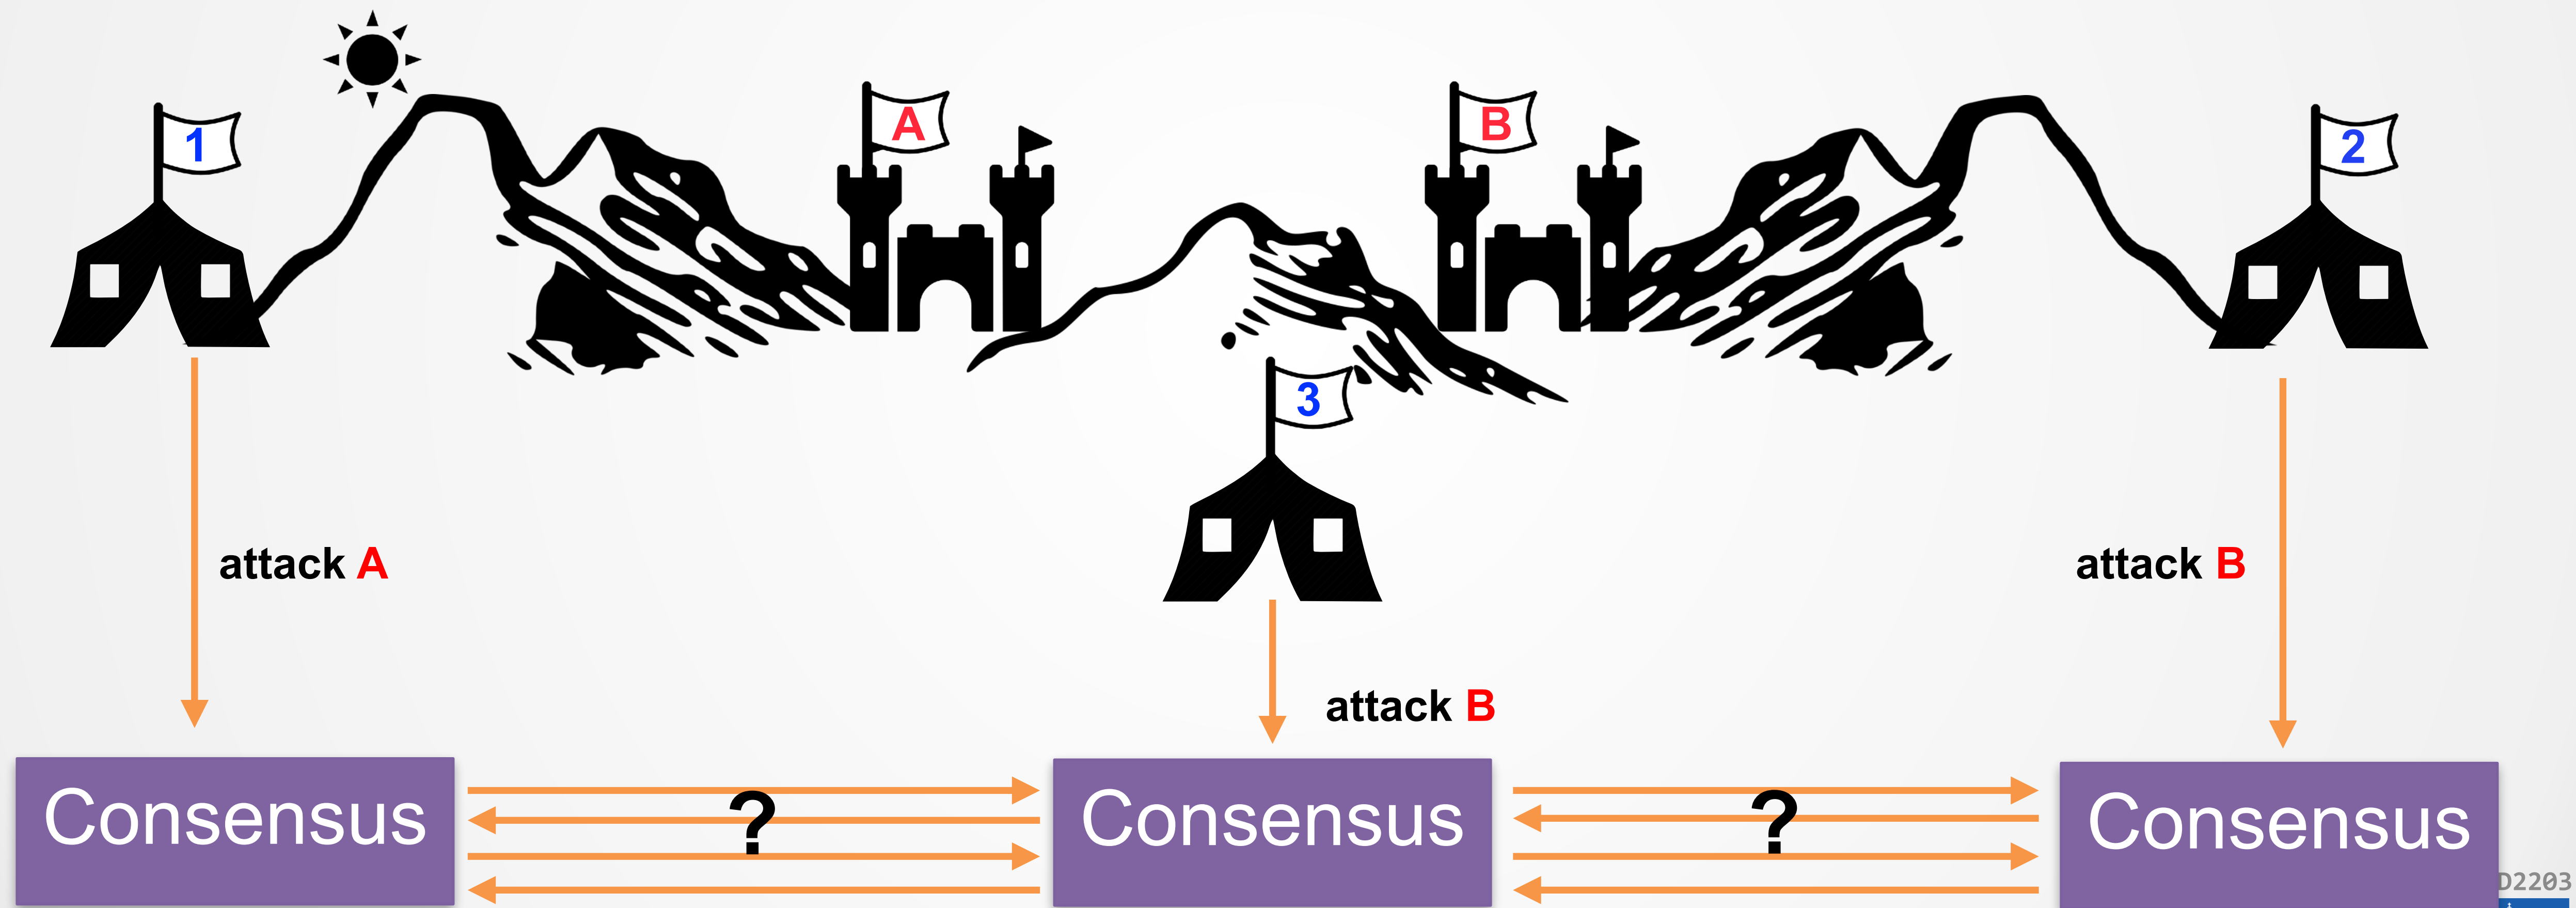 1
A
B
2
3
attack A
attack B
attack B
Consensus
?
Consensus
?
Consensus
D2203